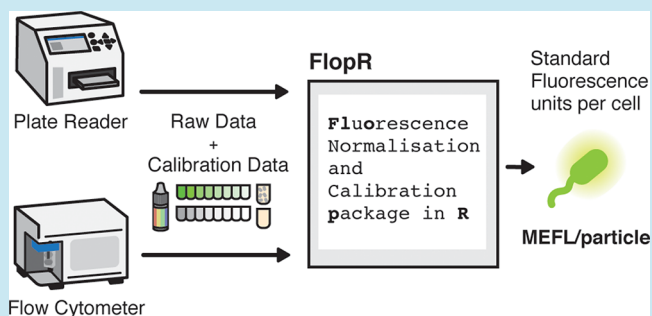 Plate Reader
Raw Data
+
Calibration Data
Flow Cytometer
FlopR
Fluorescence
Normalisation
and
Calibration
package in R
Standard
Fluorescence
units per cell
MEFL/particle